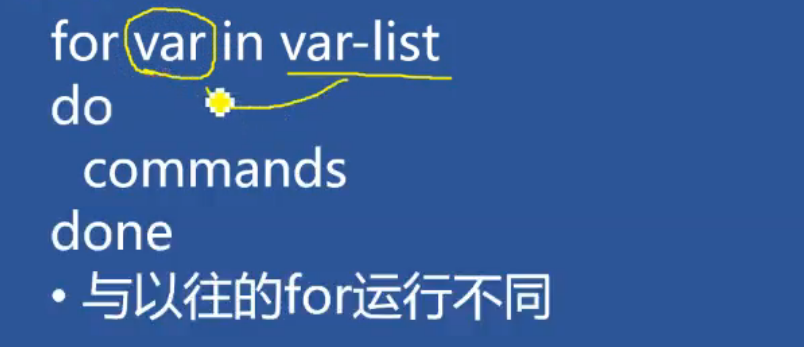 for var in var-list
do
commands
done
• 与以往的for运行不同